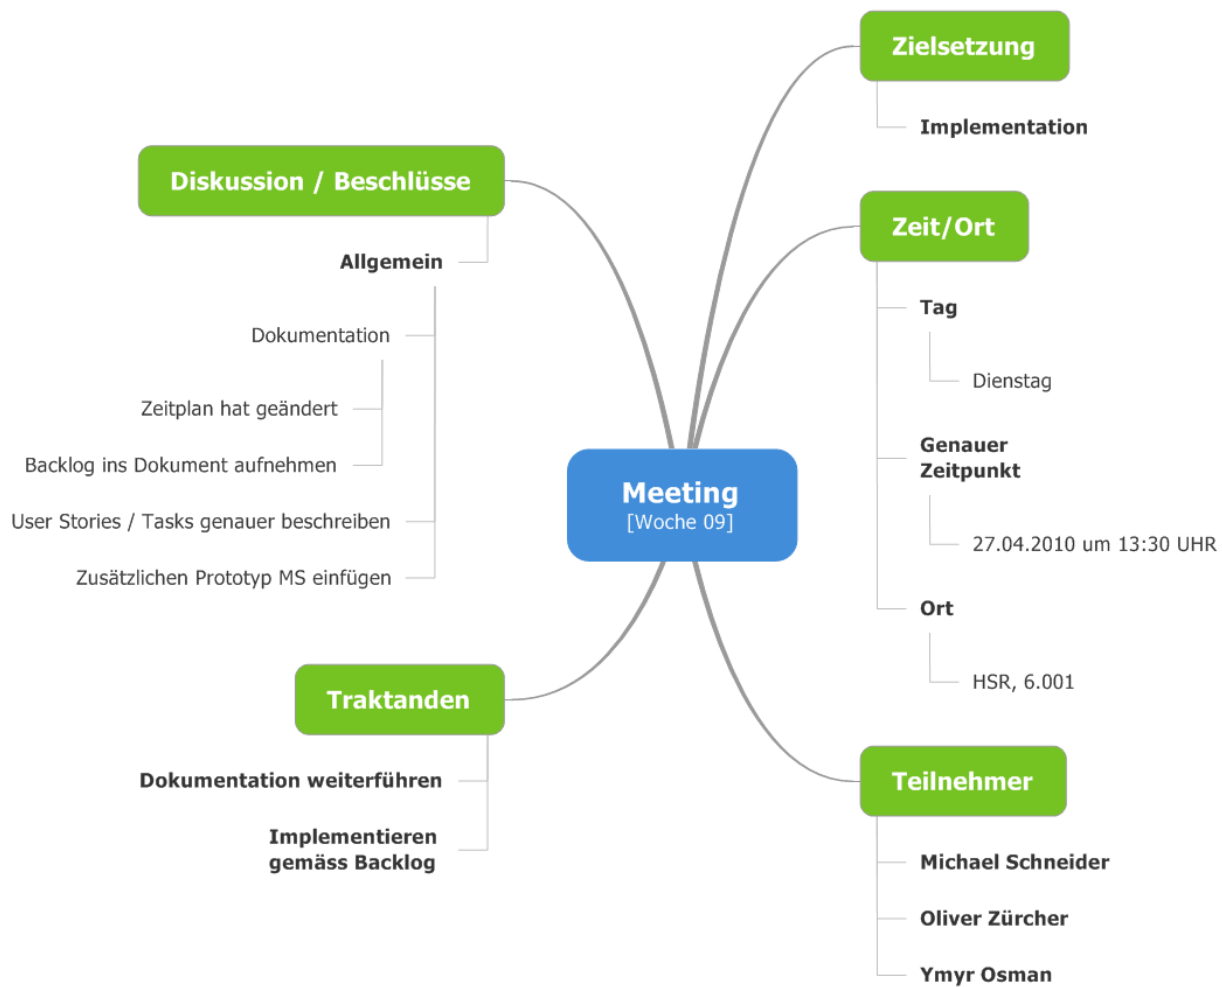 Meeting
[Woche 09]
Zielsetzung
Implementation
Zeit/Ort
Tag
Dienstag
Genauer
Zeitpunkt
27.04.2010 um 13:30 UHR
Ort
HSR, 6.001
Teilnehmer
Michael Schneider
Oliver Zürcher
Ymyr Osman
Diskussion / Beschlüsse
Allgemein
Dokumentation
Zeitplan hat geändert
Backlog ins Dokument aufnehmen
User Stories / Tasks genauer beschreiben
Zusätzlichen Prototyp MS einfügen
Traktanden
Dokumentation weiterführen
Implementieren
gemäss Backlog